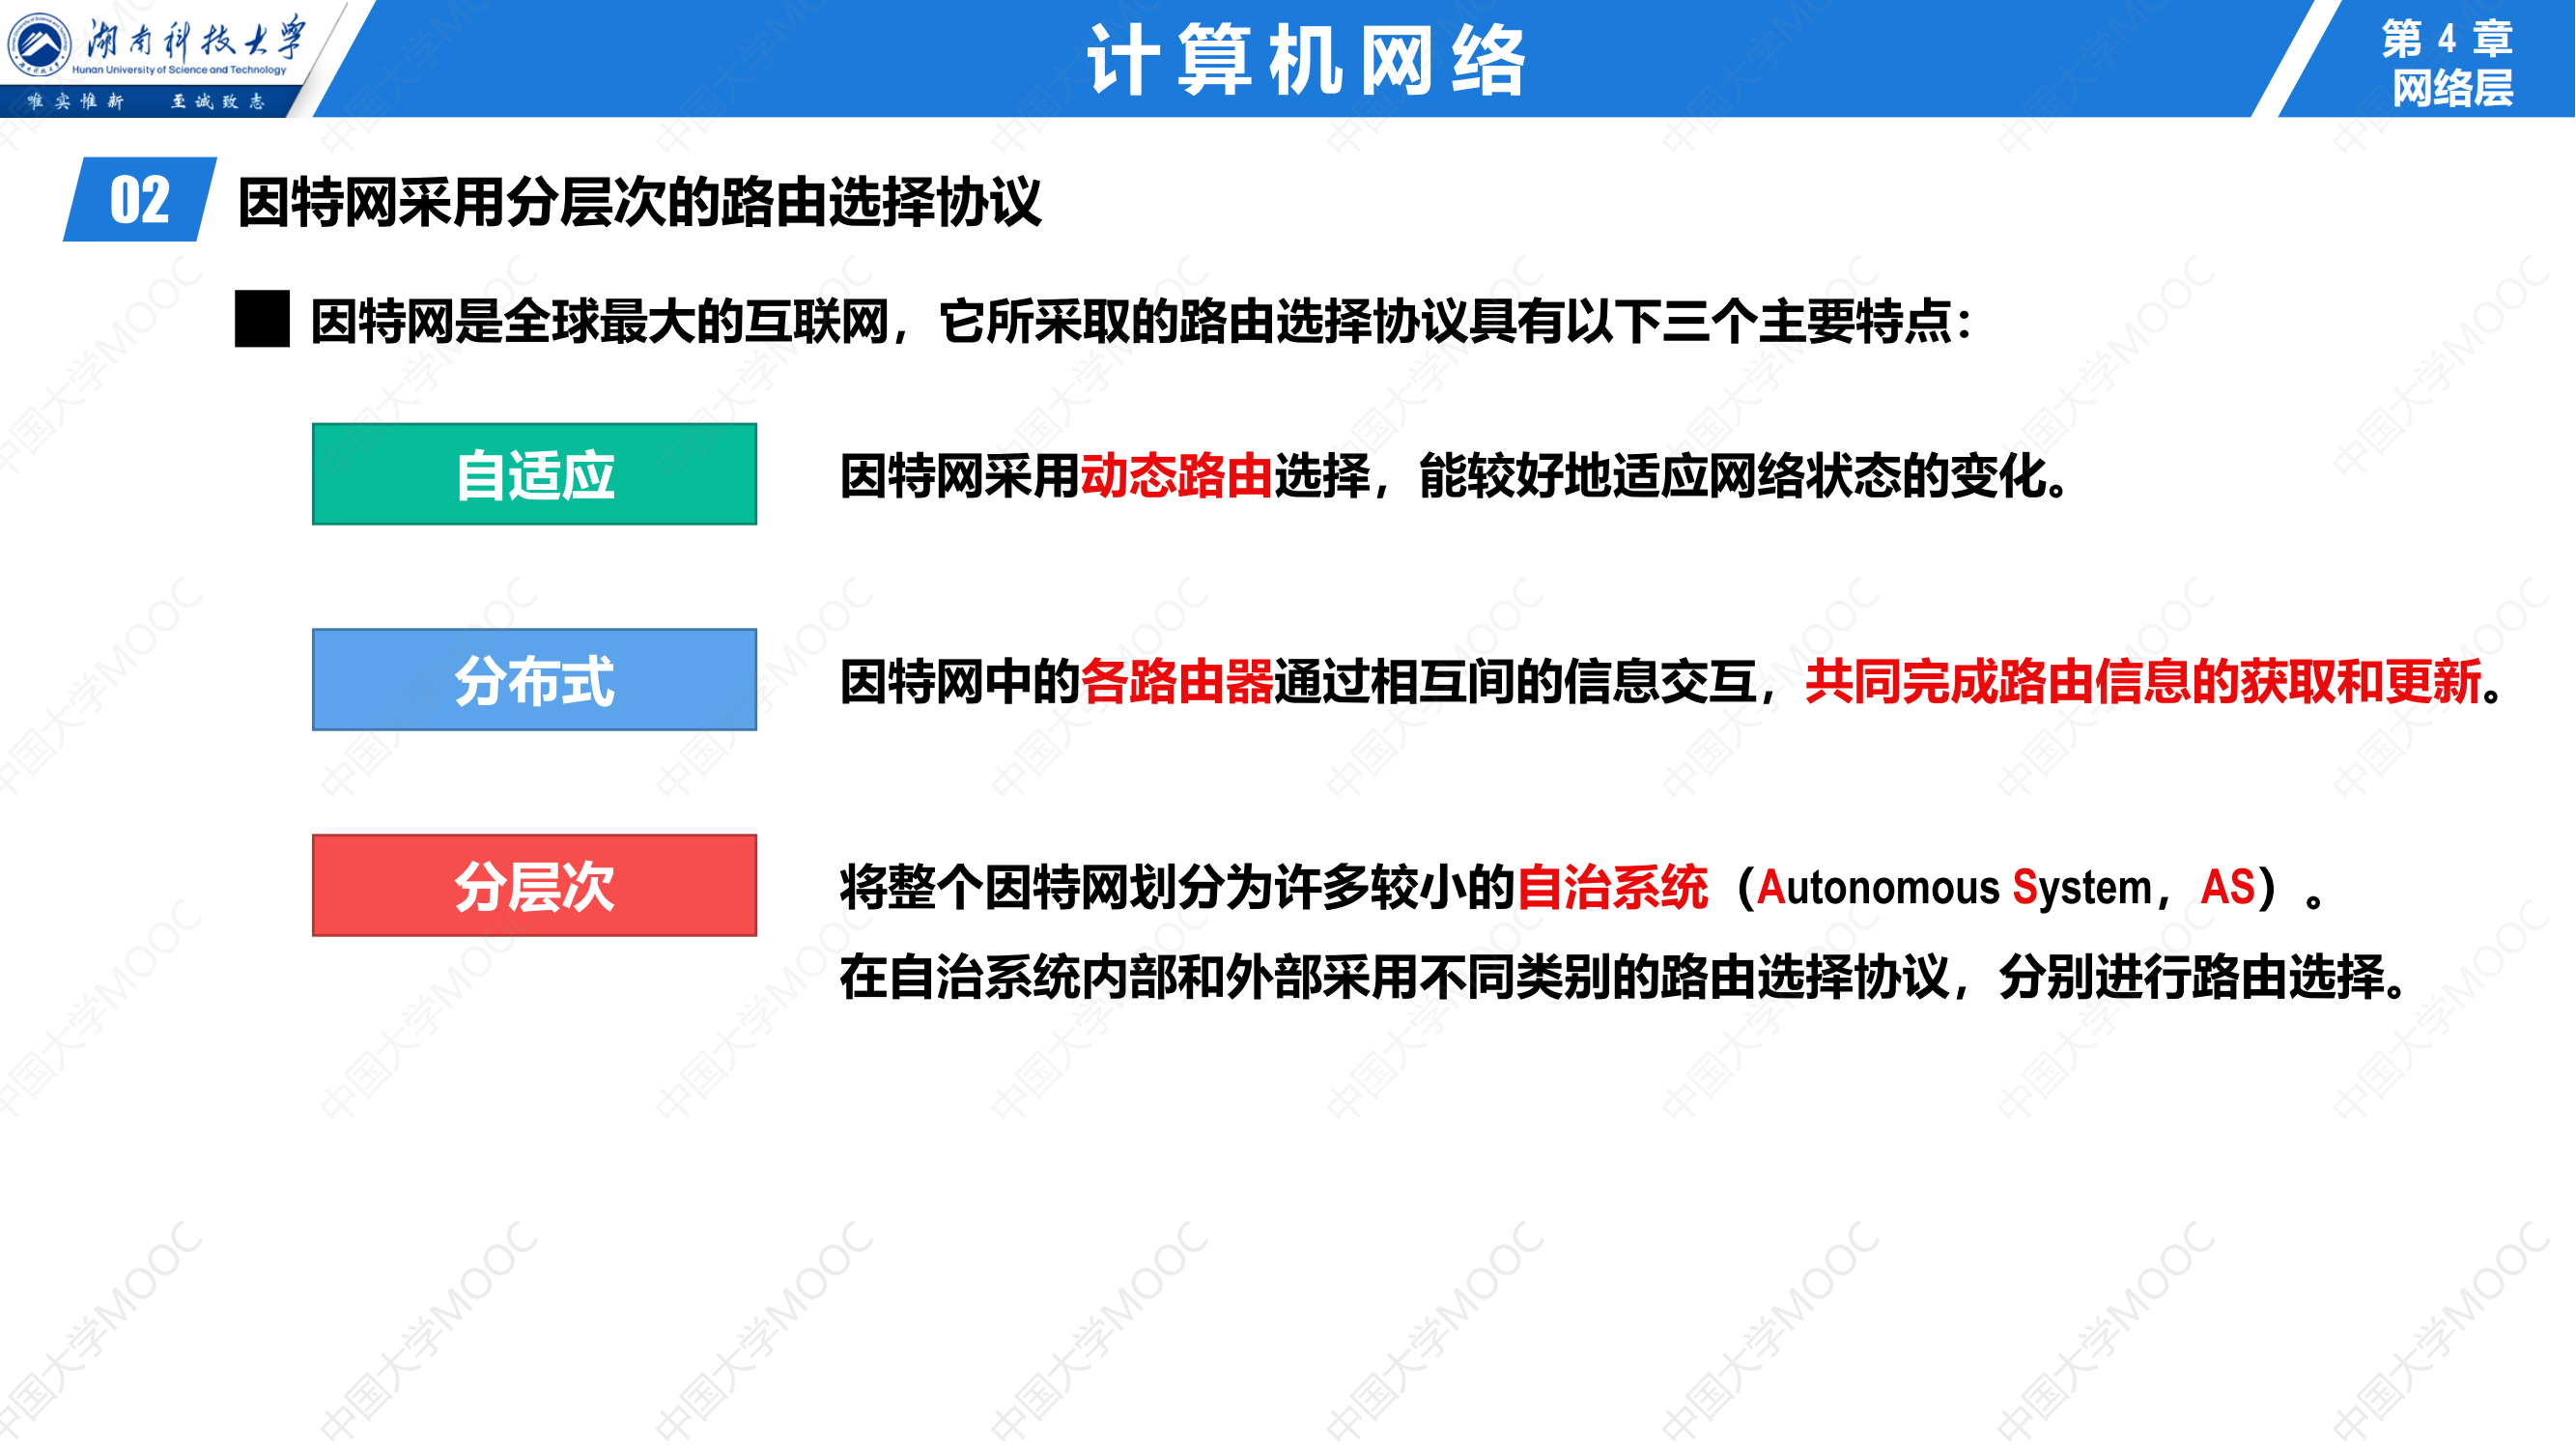 湖南科技大学
Hunan University of Science and Technology
唯实惟新 至诚致志
计算机网络
第 4 章
网络层
02 因特网采用分层次的路由选择协议
因特网是全球最大的互联网，它所采取的路由选择协议具有以下三个主要特点：
自适应 因特网采用动态路由选择，能较好地适应网络状态的变化。
分布式 因特网中的各路由器通过相互间的信息交互，共同完成路由信息的获取和更新。
分层次 将整个因特网划分为许多较小的自治系统（Autonomous System，AS）。
在自治系统内部和外部采用不同类别的路由选择协议，分别进行路由选择。
中国大学MOOC